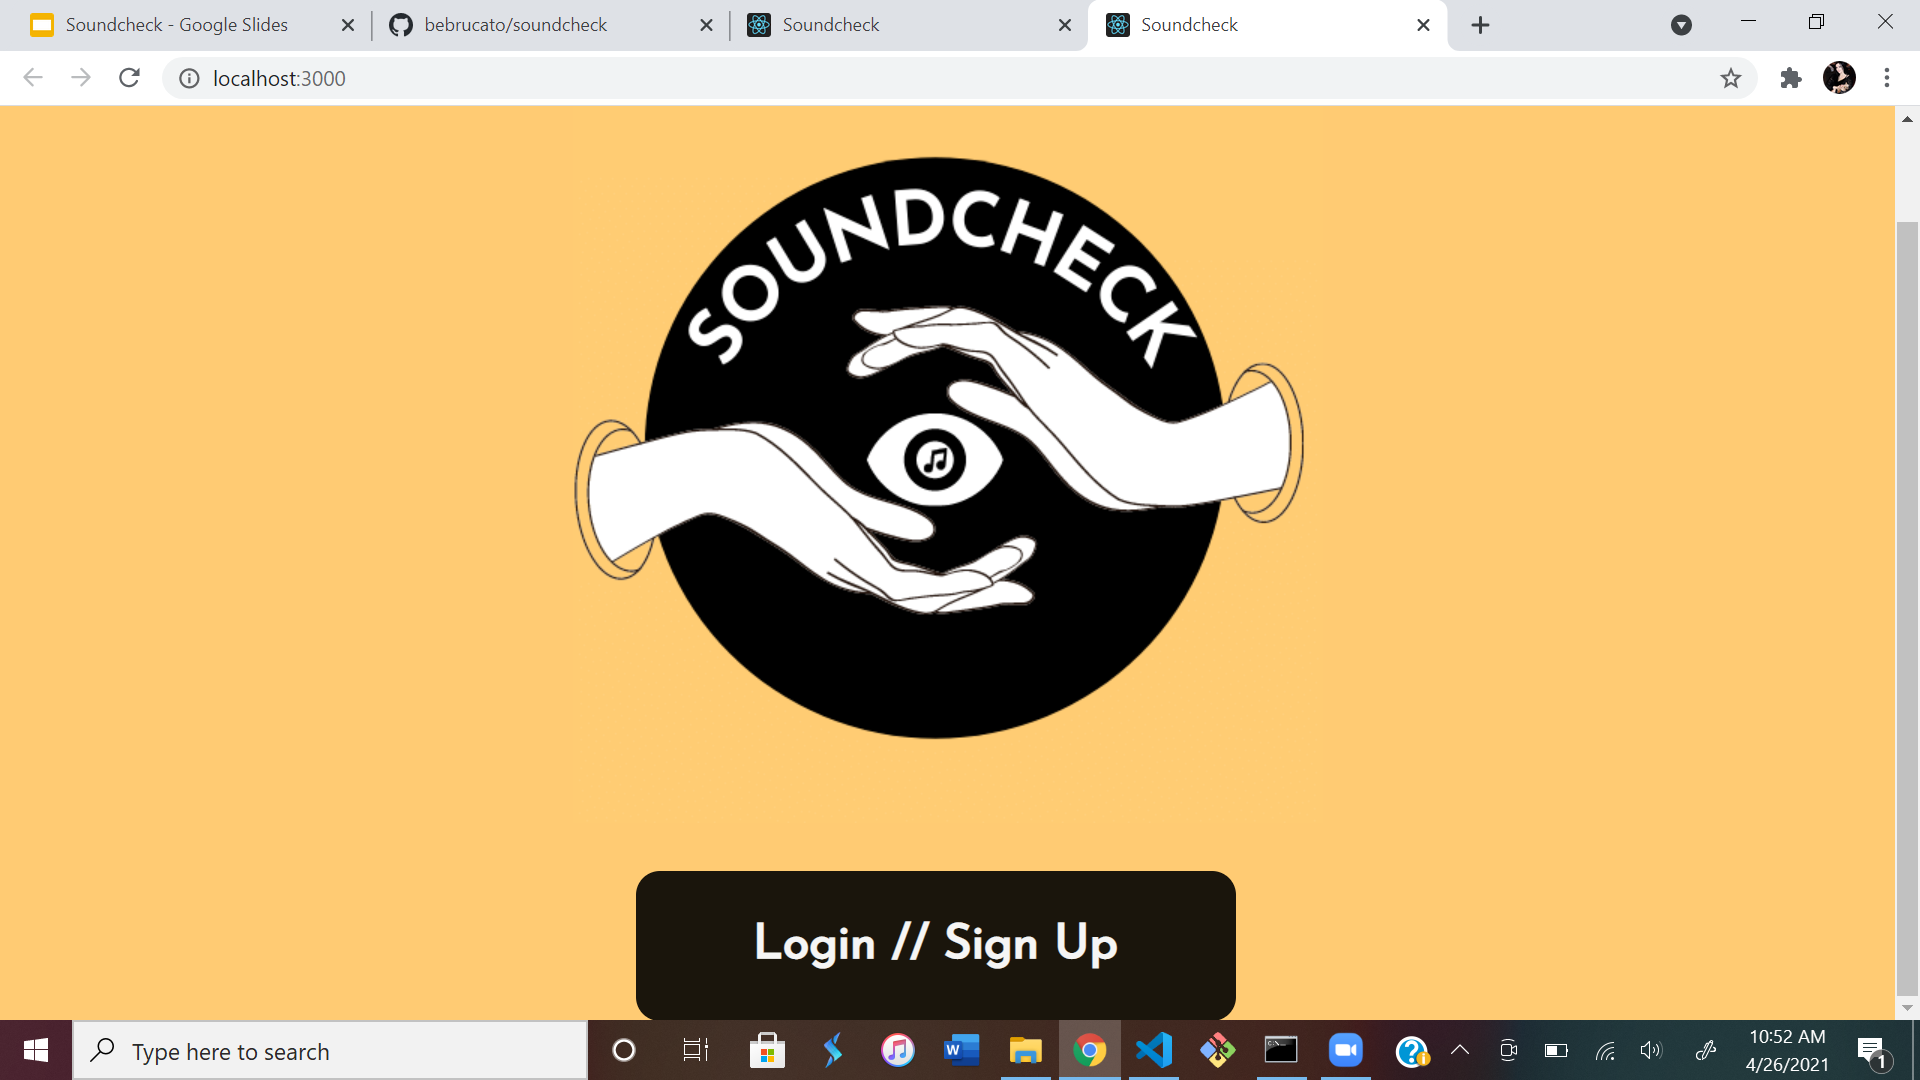 Soundcheck - Google Slides
bebrucato/soundcheck
Soundcheck
Soundcheck
localhost:3000
SOUNDCHECK
Login // Sign Up
Type here to search
10:52 AM
4/26/2021
1